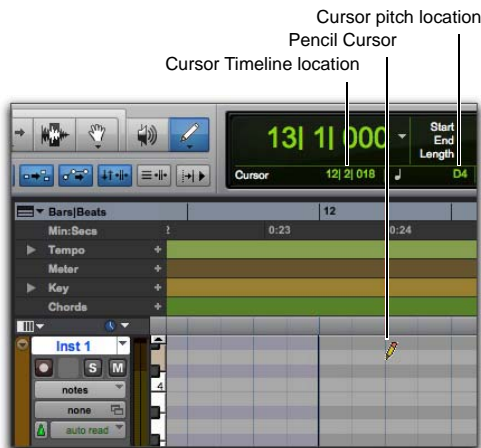 Cursor pitch location
Pencil Cursor
Cursor Timeline location
13| 1| 000
Start
End
Length
Cursor 12| 2| 018 D4
Bars|Beats 12
Min:Secs 0:23 0:24
Tempo
Meter
Key
Chords
Inst 1
S M
notes
none
auto read
4